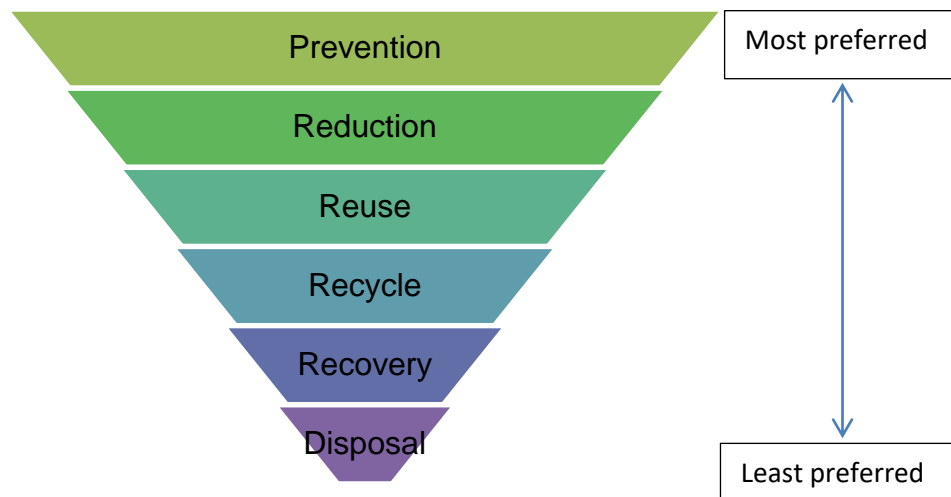 Prevention
Most preferred
Reduction
Reuse
Recycle
Recovery
Disposal
Least preferred